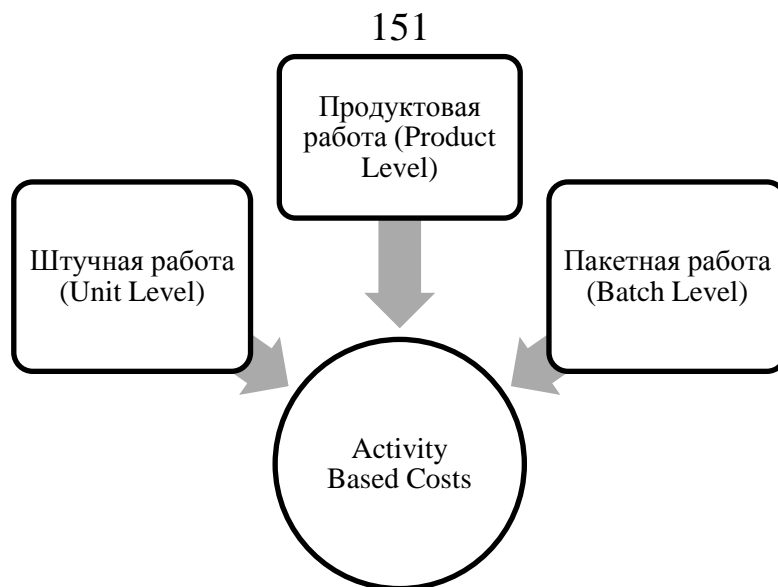 151
Продуктовая
работа (Product
Level)
Штучная работа
(Unit Level)
Пакетная работа
(Batch Level)
Activity
Based Costs